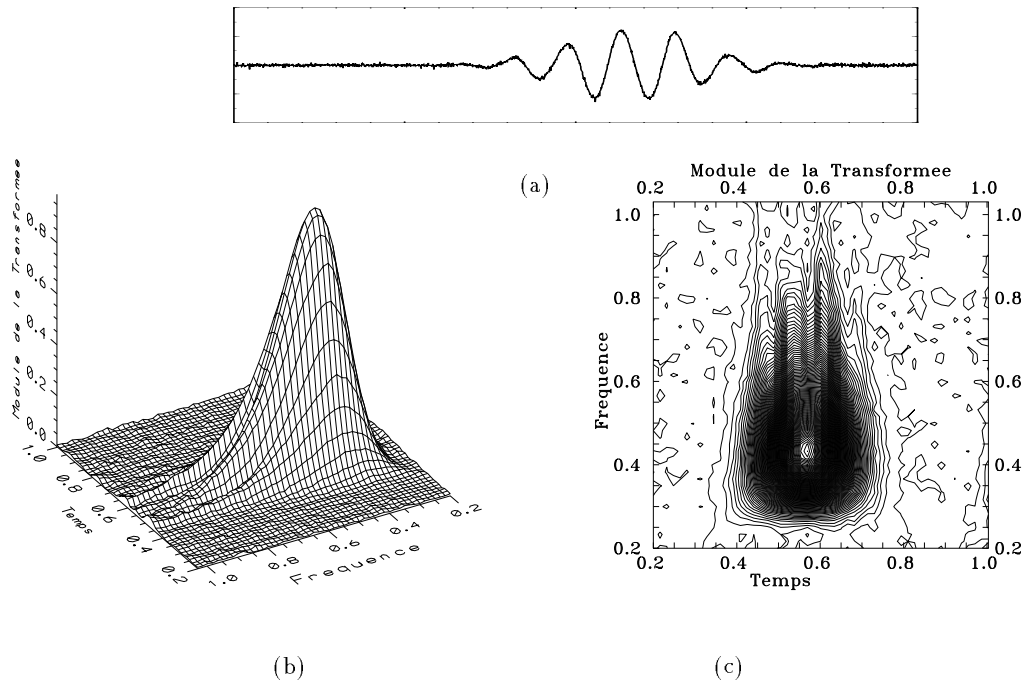 (a)
Module de la Transformee
0.0 0.2 0.4 0.6 0.8
1.0 0.8 0.6 0.4 0.2
Temps
1.0 0.8 0.6 0.4 0.2
Frequence
(b)
Module de la Transformee
0.2 0.4 0.6 0.8 1.0
1.0 1.0
0.8 0.8
0.6 0.6
0.4 0.4
0.2 0.2
Frequence
0.2 0.4 0.6 0.8 1.0
Temps
(c)